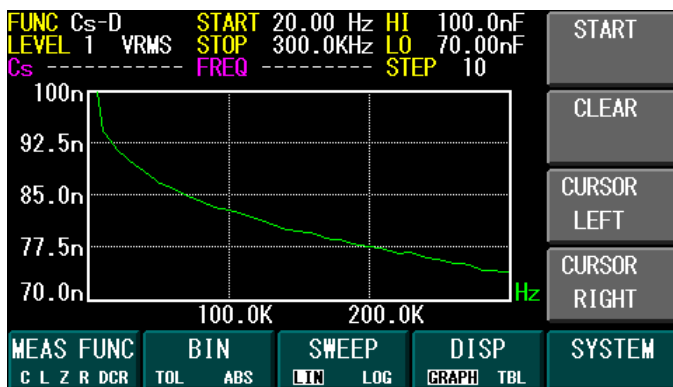 FUNC Cs-D START 20.00 Hz HI 100.0nF
LEVEL 1 VRMS STOP 300.0KHz LO 70.00nF
Cs ----------- FREQ --------- STEP 10
100n
92.5n
85.0n
77.5n
70.0n
100.0K 200.0K
Hz
START
CLEAR
CURSOR
LEFT
CURSOR
RIGHT
MEAS FUNC BIN SWEEP DISP SYSTEM
C L Z R DCR TOL ABS LIN LOG GRAPH TBL